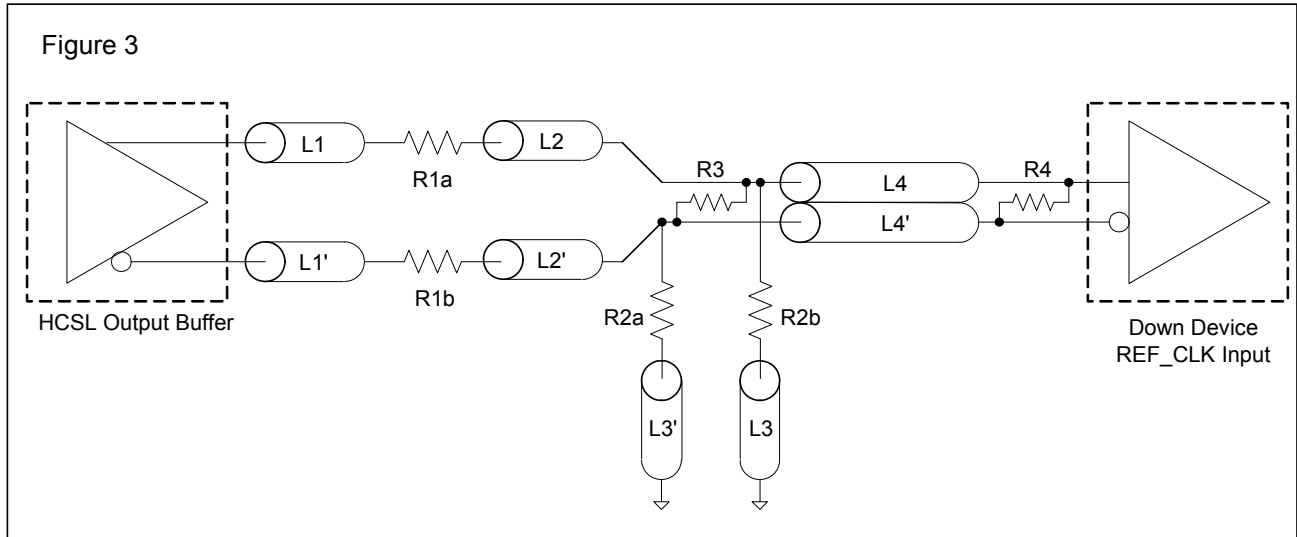 Figure 3
L1
R1a
L2
R3
L4
R4
L4'
L1'
R1b
L2'
HCSL Output Buffer
R2a
R2b
Down Device
REF_CLK Input
L3'
L3